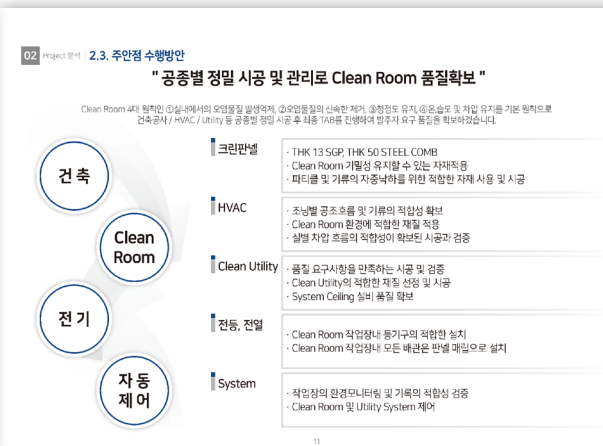 02 Project 분석 2.3. 주안점 수행방안
" 공종별 정밀 시공 및 관리로 Clean Room 품질확보 "
Clean Room 4대 원칙인 ①실내에서의 오염물질 발생억제, ②오염물질의 신속한 제거, ③청정도 유지, ④온,습도 및 차압 유지를 기본 원칙으로
건축공사 / HVAC / Utility 등 공종별 정밀 시공 후 최종 TAB를 진행하여 발주자 요구 품질을 확보하겠습니다.
건 축
Clean
Room
전 기
자 동
제 어
크린판넬
· THK 13 SGP, THK 50 STEEL COMB
· Clean Room 기밀성 유지할 수 있는 자재적용
· 파티클 및 기류의 자중낙하를 위한 적합한 자재 사용 및 시공
HVAC
· 조닝별 공조흐름 및 기류의 적합성 확보
· Clean Room 환경에 적합한 재질 적용
· 실별 차압 흐름의 적합성이 확보된 시공과 검증
Clean Utility
· 품질 요구사항을 만족하는 시공 및 검증
· Clean Utility의 적합한 재질 선정 및 시공
· System Ceiling 설비 품질 확보
전등, 전열
· Clean Room 작업장내 등기구의 적합한 설치
· Clean Room 작업장내 모든 배관은 판넬 매립으로 설치
System
· 작업장의 환경모니터링 및 기록의 적합성 검증
· Clean Room 및 Utility System 제어
11